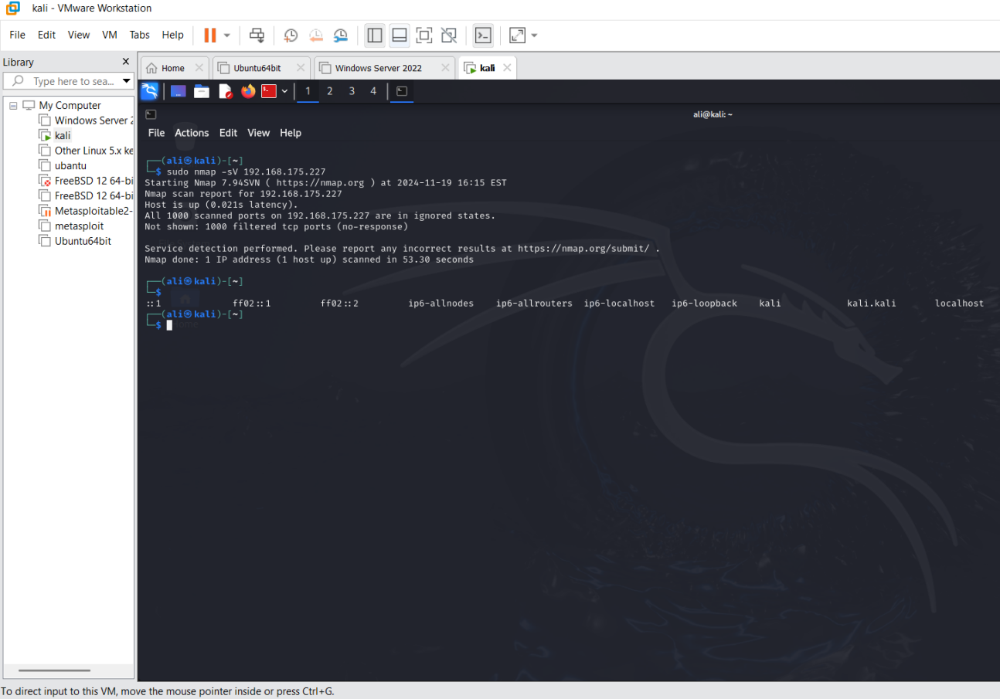 kali - VMware Workstation
File Edit View VM Tabs Help
Library
Type here to sea...
My Computer
Windows Server 2
kali
Other Linux 5.x ke
ubantu
FreeBSD 12 64-bi
FreeBSD 12 64-bi
Metasploitable2-
metasploit
Ubuntu64bit
Home Ubuntu64bit Windows Server 2022 kali
1 2 3 4
ali@kali: ~
File Actions Edit View Help
┌──(ali㉿kali)-[~]
└─$ sudo nmap -sV 192.168.175.227
Starting Nmap 7.94SVN ( https://nmap.org ) at 2024-11-19 16:15 EST
Nmap scan report for 192.168.175.227
Host is up (0.021s latency).
All 1000 scanned ports on 192.168.175.227 are in ignored states.
Not shown: 1000 filtered tcp ports (no-response)
Service detection performed. Please report any incorrect results at https://nmap.org/submit/ .
Nmap done: 1 IP address (1 host up) scanned in 53.30 seconds
┌──(ali㉿kali)-[~]
└─$
::1 ff02::1 ff02::2 ip6-allnodes ip6-allrouters ip6-localhost ip6-loopback kali kali.kali localhost
┌──(ali㉿kali)-[~]
└─$
Home
To direct input to this VM, move the mouse pointer inside or press Ctrl+G.